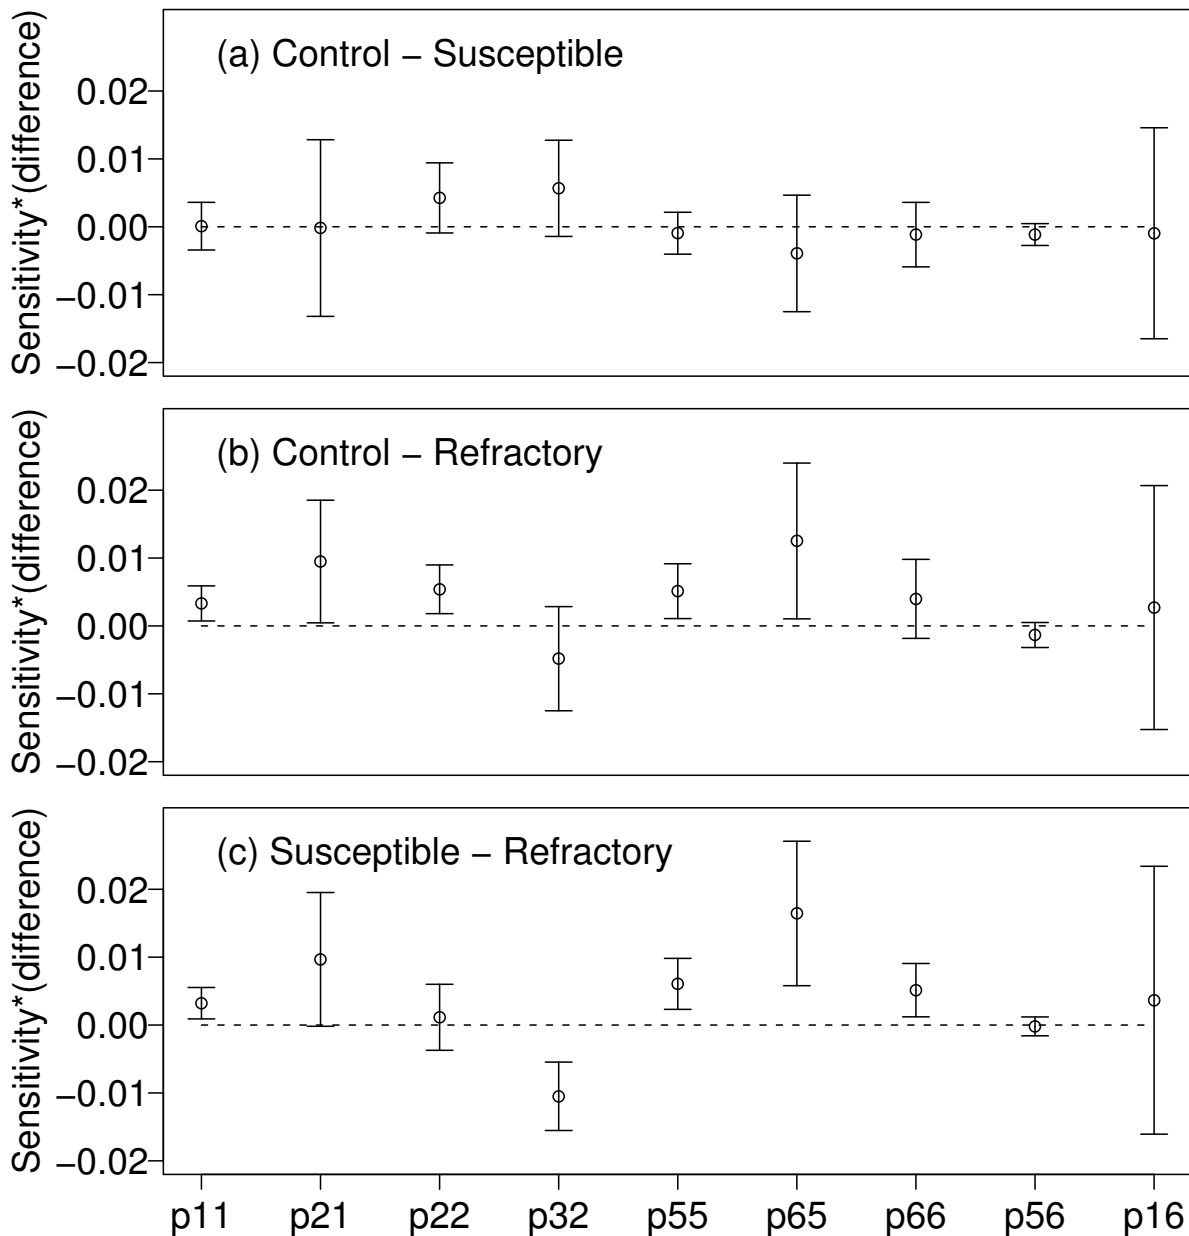 (a) Control − Susceptible
Sensitivity*(difference)
0.02
0.01
0.00
−0.01
−0.02
(b) Control − Refractory
Sensitivity*(difference)
0.02
0.01
0.00
−0.01
−0.02
(c) Susceptible − Refractory
Sensitivity*(difference)
0.02
0.01
0.00
−0.01
−0.02
p11 p21 p22 p32 p55 p65 p66 p56 p16